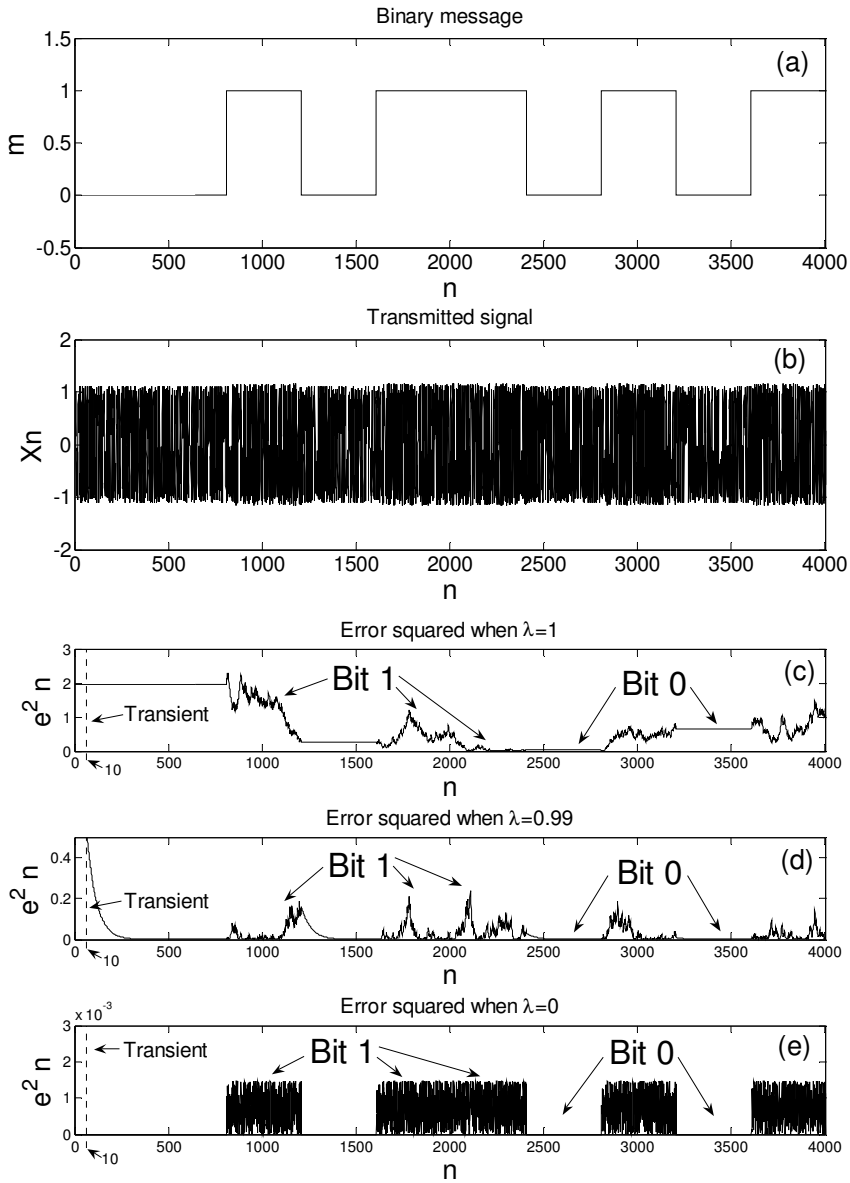 Binary message
(a)
1.5
1
0.5
0
-0.5
m
0 500 1000 1500 2000 2500 3000 3500 4000
n
Transmitted signal
(b)
2
1
0
-1
-2
Xn
0 500 1000 1500 2000 2500 3000 3500 4000
n
Error squared when λ=1
(c)
3
2
1
0
e² n
Bit 1
Bit 0
Transient
10
0 500 1000 1500 2000 2500 3000 3500 4000
n
Error squared when λ=0.99
(d)
0.4
0.2
0
e² n
Bit 1
Bit 0
Transient
10
0 500 1000 1500 2000 2500 3000 3500 4000
n
x 10⁻³
Error squared when λ=0
(e)
3
2
1
0
e² n
Transient
Bit 1
Bit 0
10
0 500 1000 1500 2000 2500 3000 3500 4000
n